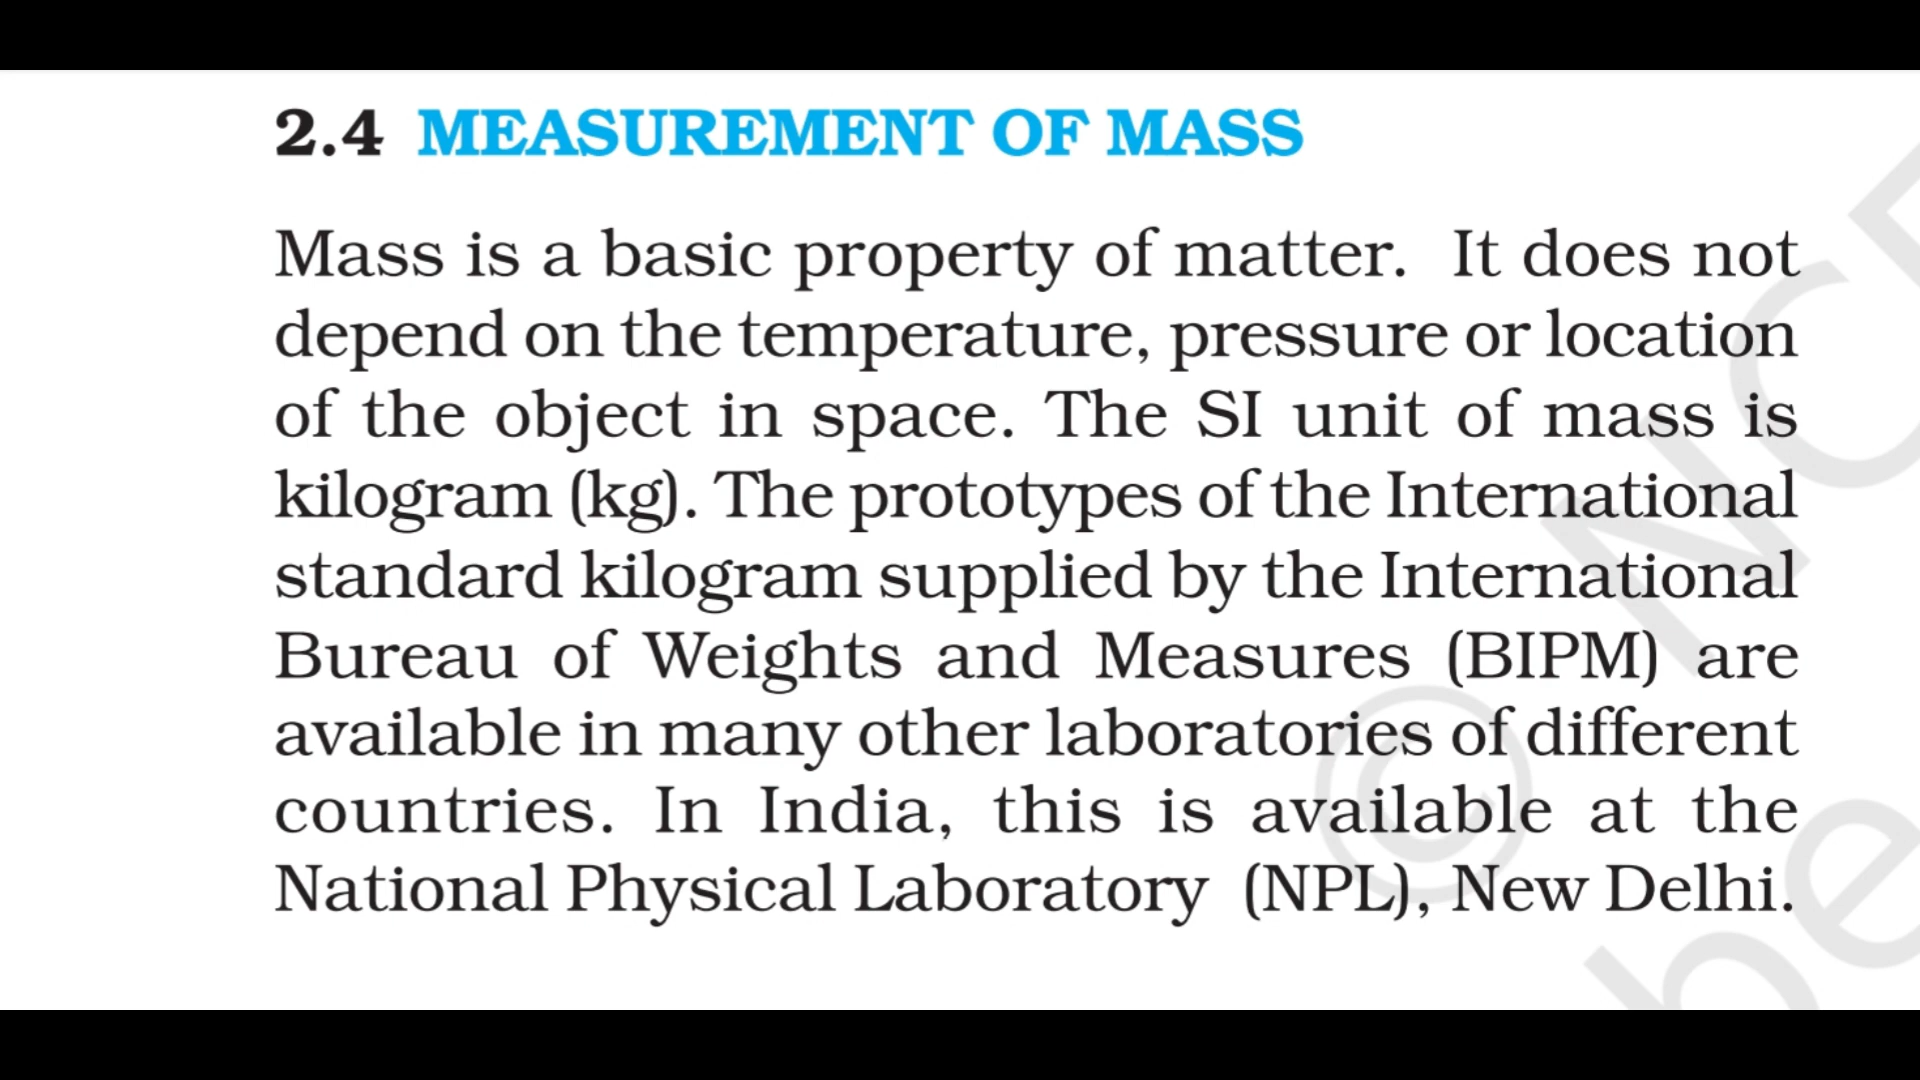 2.4 MEASUREMENT OF MASS
Mass is a basic property of matter. It does not
depend on the temperature, pressure or location
of the object in space. The SI unit of mass is
kilogram (kg). The prototypes of the International
standard kilogram supplied by the International
Bureau of Weights and Measures (BIPM) are
available in many other laboratories of different
countries. In India, this is available at the
National Physical Laboratory (NPL), New Delhi.
© NC
be